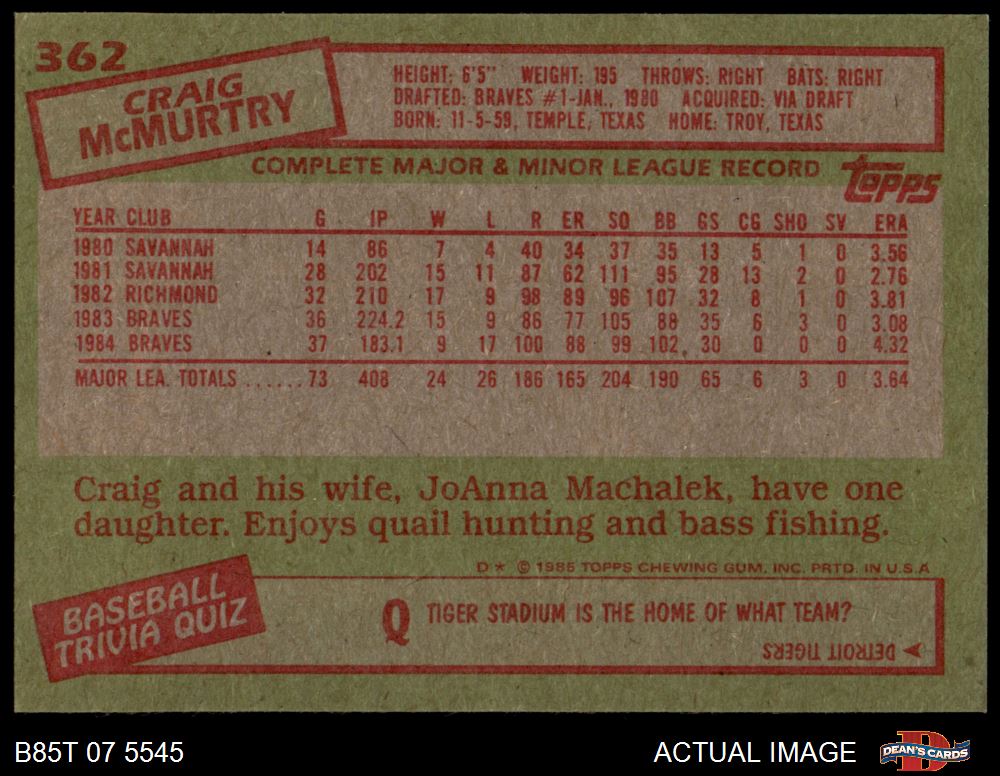 362
CRAIG
McMURTRY
HEIGHT: 6'5" WEIGHT: 195 THROWS: RIGHT BATS: RIGHT
DRAFTED: BRAVES #1-JAN., 1980 ACQUIRED: VIA DRAFT
BORN: 11-5-59, TEMPLE, TEXAS HOME: TROY, TEXAS
COMPLETE MAJOR & MINOR LEAGUE RECORD
topps
YEAR CLUB G IP W L R ER SO BB GS CG SHO SV ERA
1980 SAVANNAH 14 86 7 4 40 34 37 35 13 5 1 0 3.56
1981 SAVANNAH 28 202 15 11 87 62 111 95 28 13 2 0 2.76
1982 RICHMOND 32 210 17 9 98 89 96 107 32 8 1 0 3.81
1983 BRAVES 36 224.2 15 9 86 77 105 88 35 6 3 0 3.08
1984 BRAVES 37 183.1 9 17 100 88 99 102 30 0 0 0 4.32
MAJOR LEA. TOTALS ......73 408 24 26 186 165 204 190 65 6 3 0 3.64
Craig and his wife, JoAnna Machalek, have one
daughter. Enjoys quail hunting and bass fishing.
D* © 1985 TOPPS CHEWING GUM, INC. PRTD. IN U.S.A
BASEBALL
TRIVIA QUIZ
Q TIGER STADIUM IS THE HOME OF WHAT TEAM?
DETROIT TIGERS
B85T 07 5545
ACTUAL IMAGE
D
DEAN'S CARDS